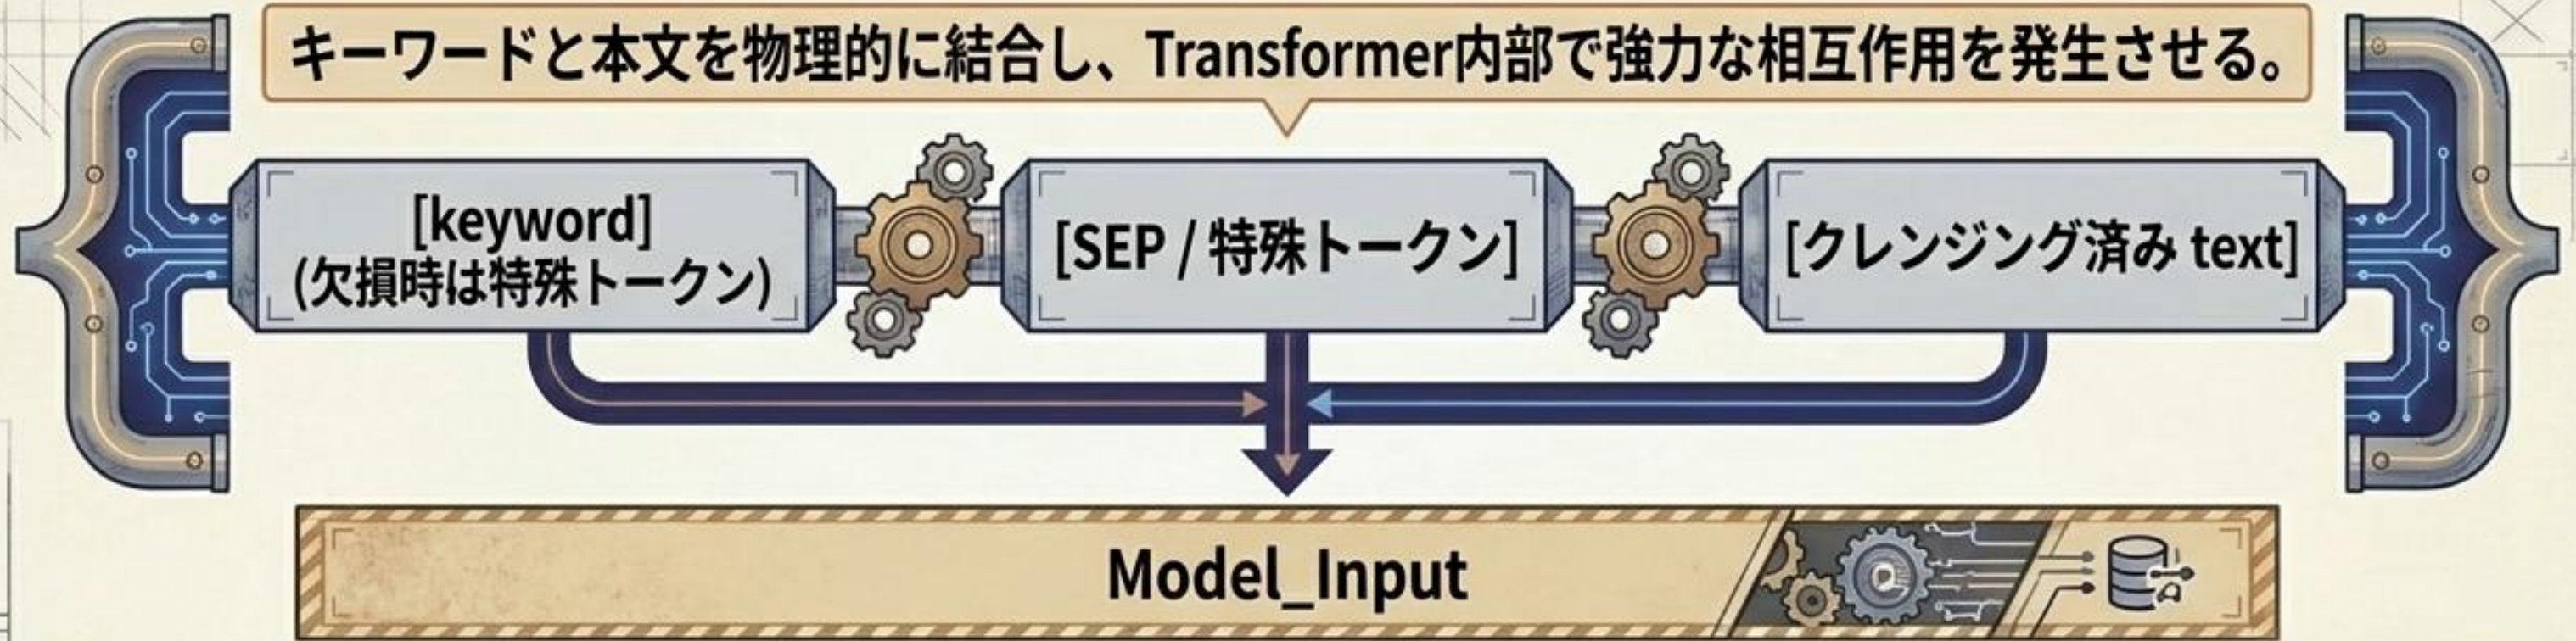 キーワードと本文を物理的に結合し、Transformer内部で強力な相互作用を発生させる。
[keyword]
(欠損時は特殊トークン)
[SEP / 特殊トークン]
[クレンジング済み text]
Model_Input